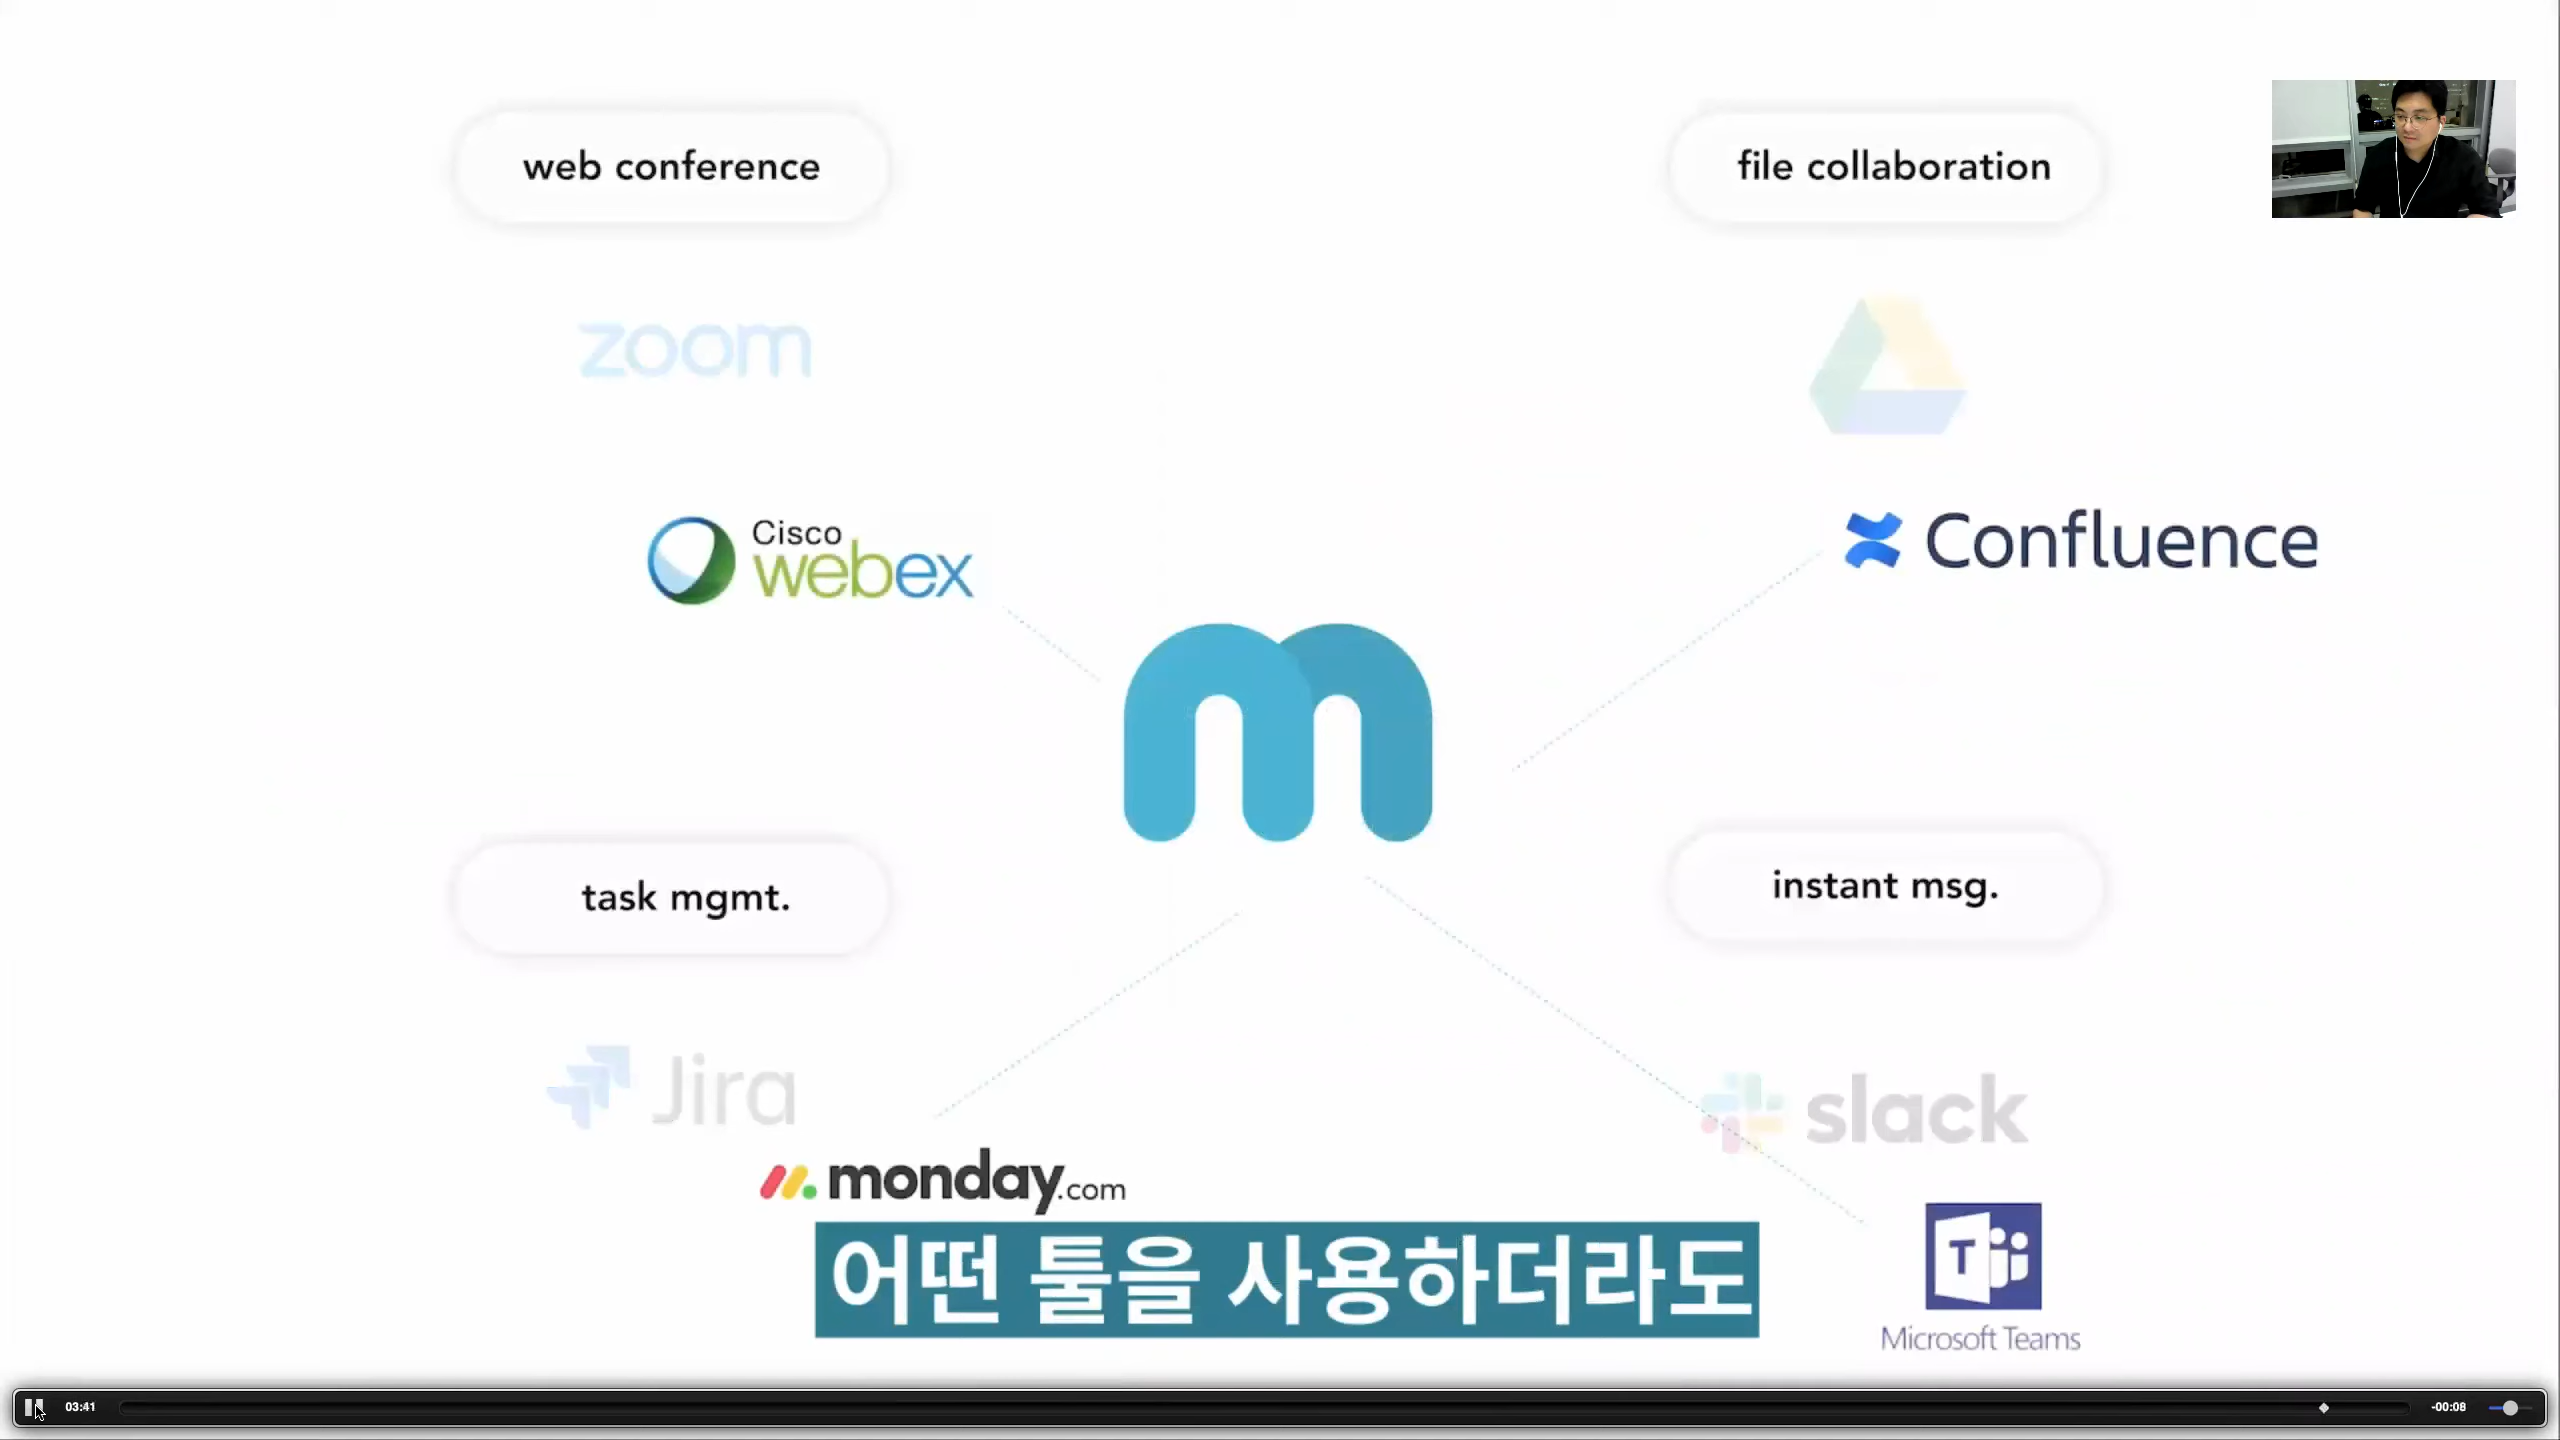 web conference
file collaboration
zoom
Cisco
webex
Confluence
m
task mgmt.
instant msg.
Jira
slack
monday.com
어떤 툴을 사용하더라도
Microsoft Teams
03:41
-00:08